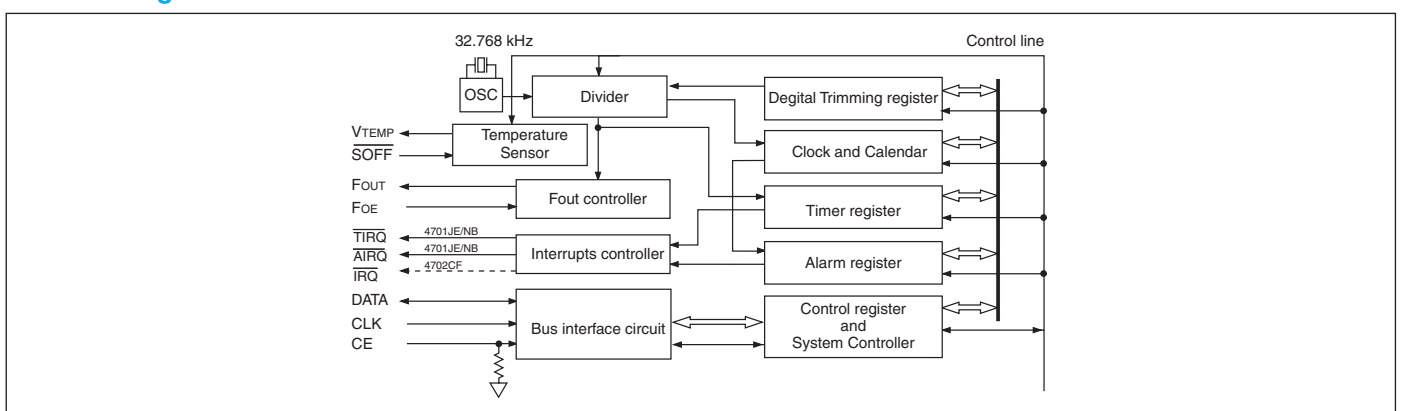 32.768 kHz
Control line
OSC
Divider
Degital Trimming register
VTEMP
SOFF
Temperature
Sensor
Clock and Calendar
FOUT
FOE
Fout controller
Timer register
TIRQ
4701JE/NB
AIRQ
4701JE/NB
IRQ
4702CF
Interrupts controller
Alarm register
DATA
CLK
CE
Bus interface circuit
Control register
and
System Controller